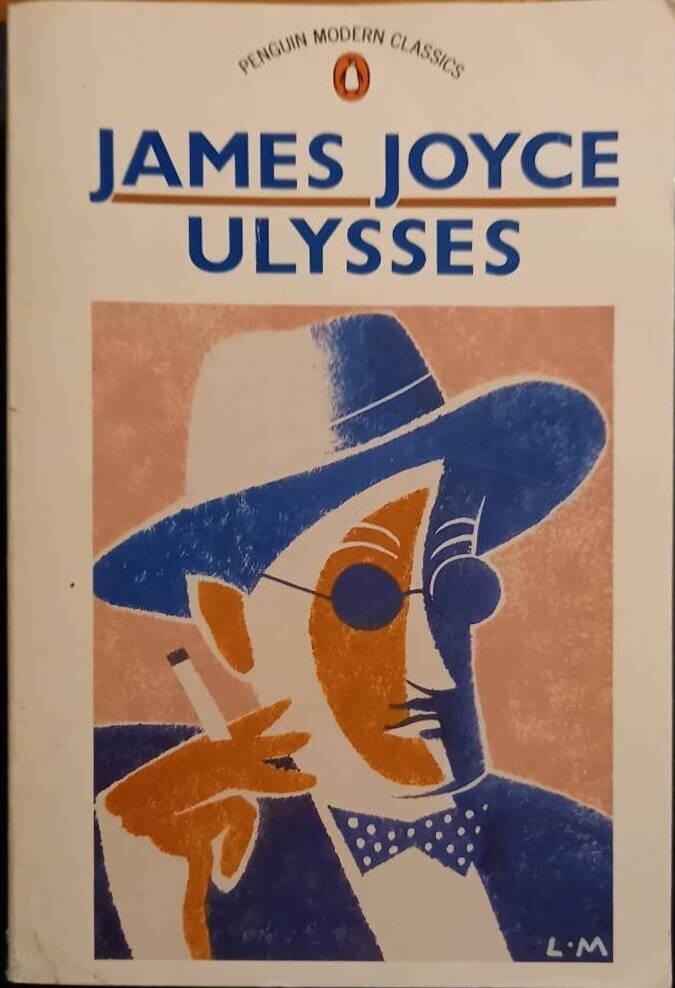 PENGUIN MODERN CLASSICS
JAMES JOYCE
ULYSSES
L·M